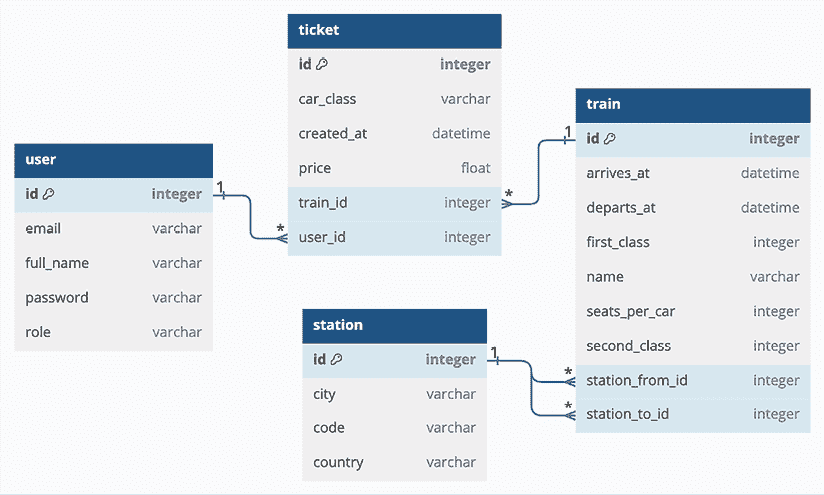 ticket
id integer
car_class varchar
created_at datetime
price float
train_id integer *
user_id integer
*
train
1
id integer
arrives_at datetime
departs_at datetime
first_class integer
name varchar
seats_per_car integer
second_class integer
* station_from_id integer
* station_to_id integer
user
id integer 1
email varchar
full_name varchar
password varchar
role varchar
station
id integer 1
city varchar
code varchar
country varchar